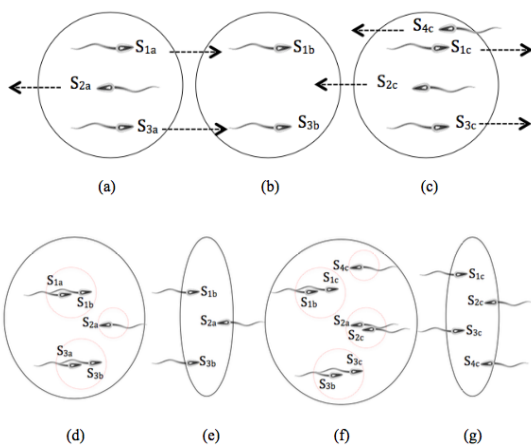 S4c
S1a S1b S1c
S2a S2c
S3a S3b S3c
(a) (b) (c)
S4c
S1a S1c S1c
S1b S1b S1b
S2a S2a S2a S2c
S2c
S3a S3c S3c
S3b S3b S3b S4c
(d) (e) (f) (g)